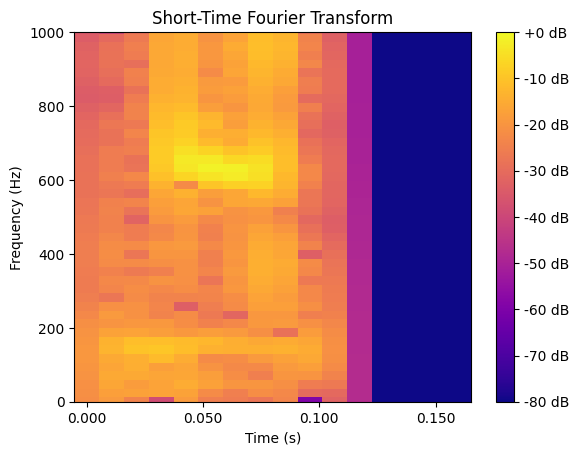 Short-Time Fourier Transform
1000
800
600
400
200
0
Frequency (Hz)
0.000
0.050
0.100
0.150
Time (s)
+0 dB
-10 dB
-20 dB
-30 dB
-40 dB
-50 dB
-60 dB
-70 dB
-80 dB